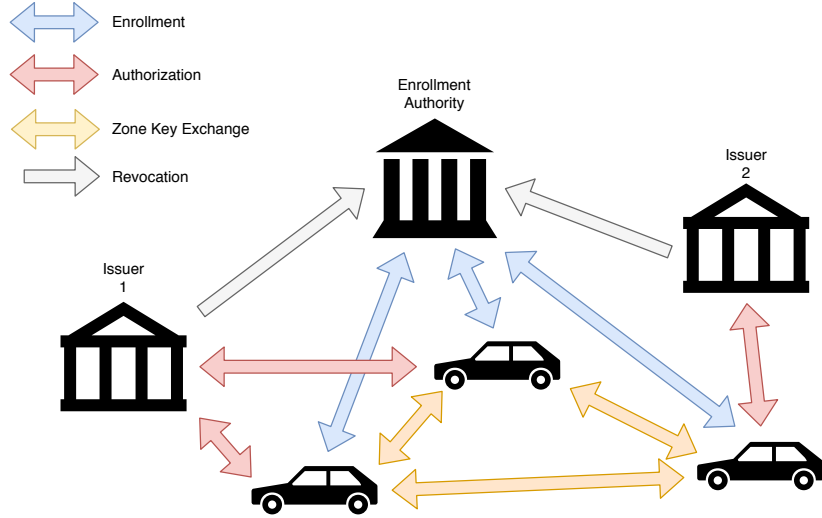 Enrollment
Authorization
Zone Key Exchange
Revocation
Enrollment
Authority
Issuer
2
Issuer
1